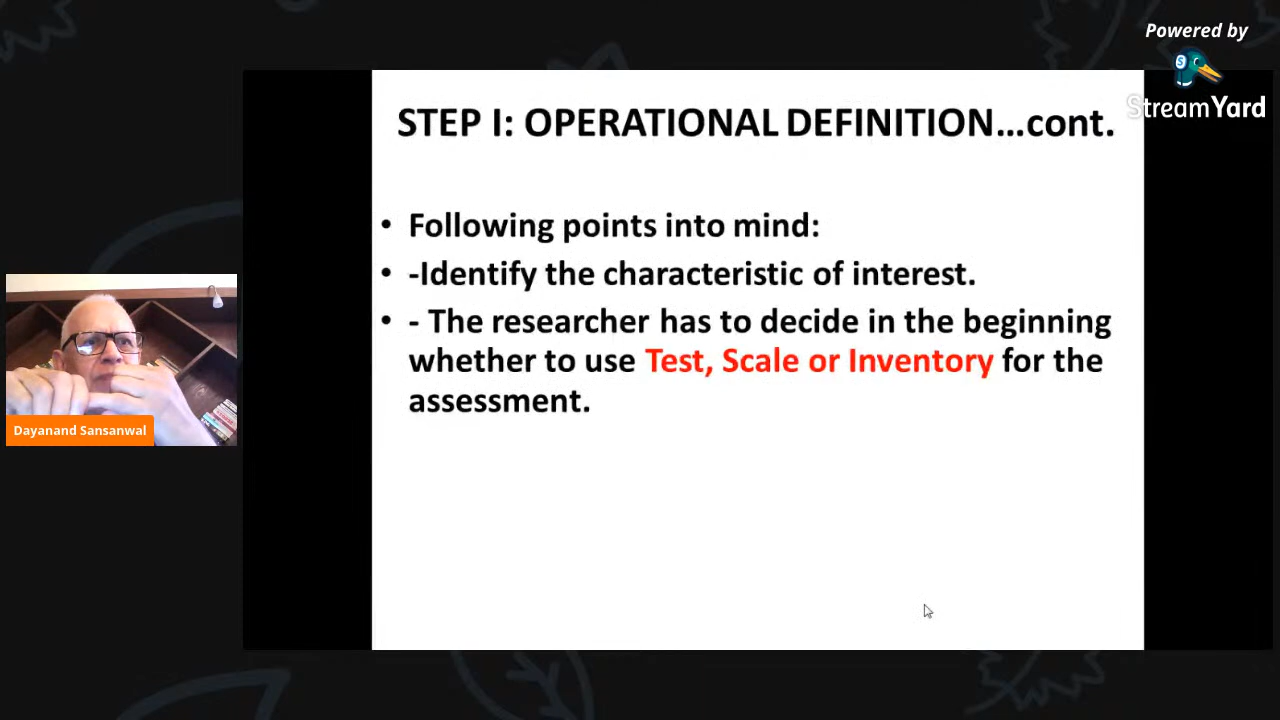 Powered by
StreamYard
STEP I: OPERATIONAL DEFINITION...cont.
• Following points into mind:
• -Identify the characteristic of interest.
• - The researcher has to decide in the beginning
whether to use Test, Scale or Inventory for the
assessment.
Dayanand Sansanwal